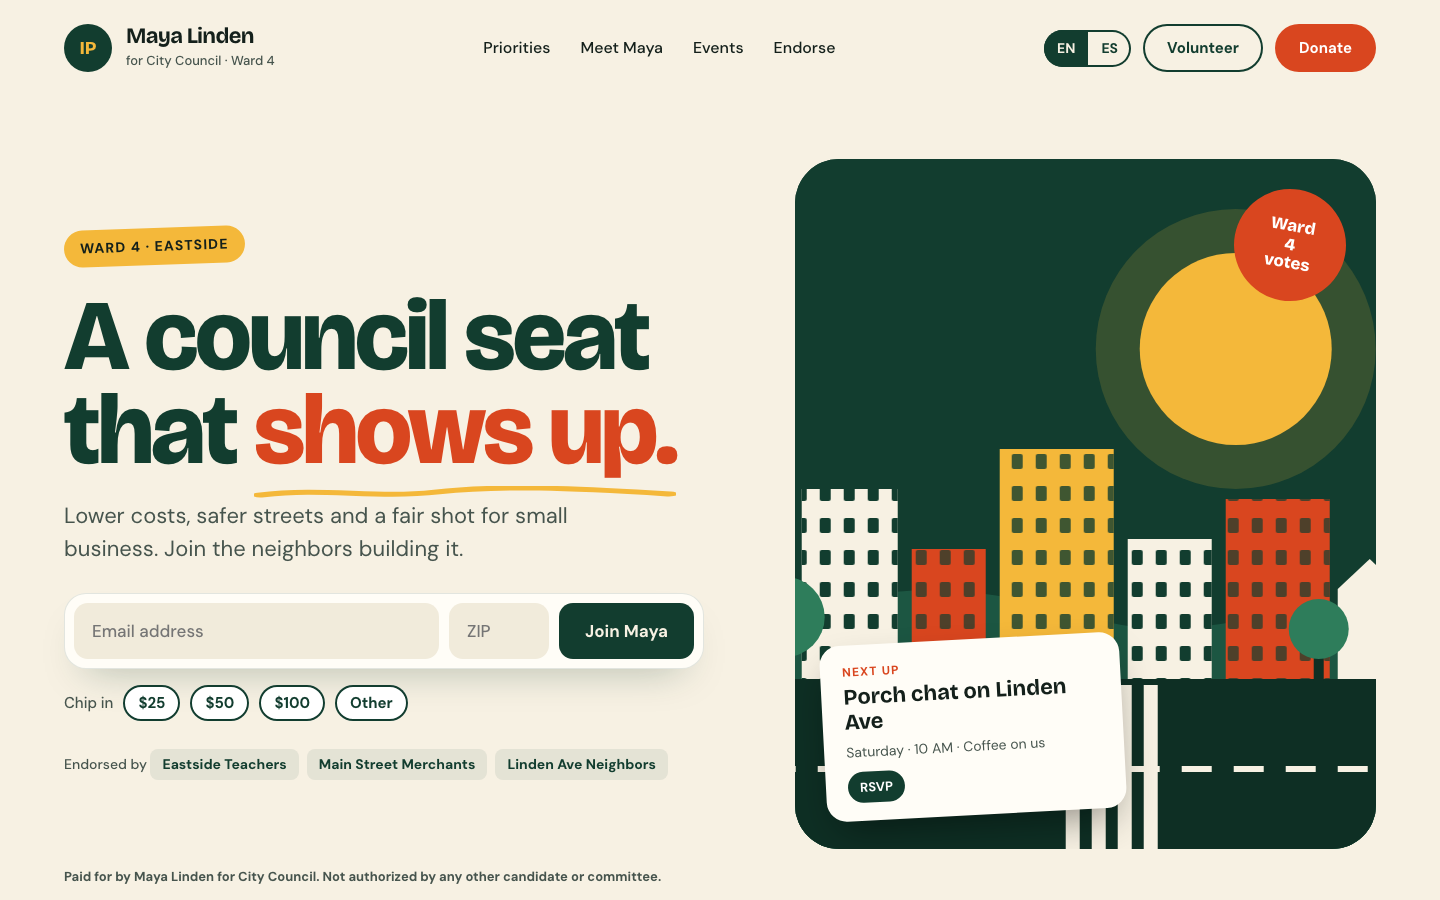 IP
Maya Linden
for City Council · Ward 4
Priorities
Meet Maya
Events
Endorse
EN
ES
Volunteer
Donate
WARD 4 · EASTSIDE
A council seat
that shows up.
Lower costs, safer streets and a fair shot for small
business. Join the neighbors building it.
Email address
ZIP
Join Maya
Chip in
$25
$50
$100
Other
Endorsed by
Eastside Teachers
Main Street Merchants
Linden Ave Neighbors
Ward
4
votes
NEXT UP
Porch chat on Linden
Ave
Saturday · 10 AM · Coffee on us
RSVP
Paid for by Maya Linden for City Council. Not authorized by any other candidate or committee.